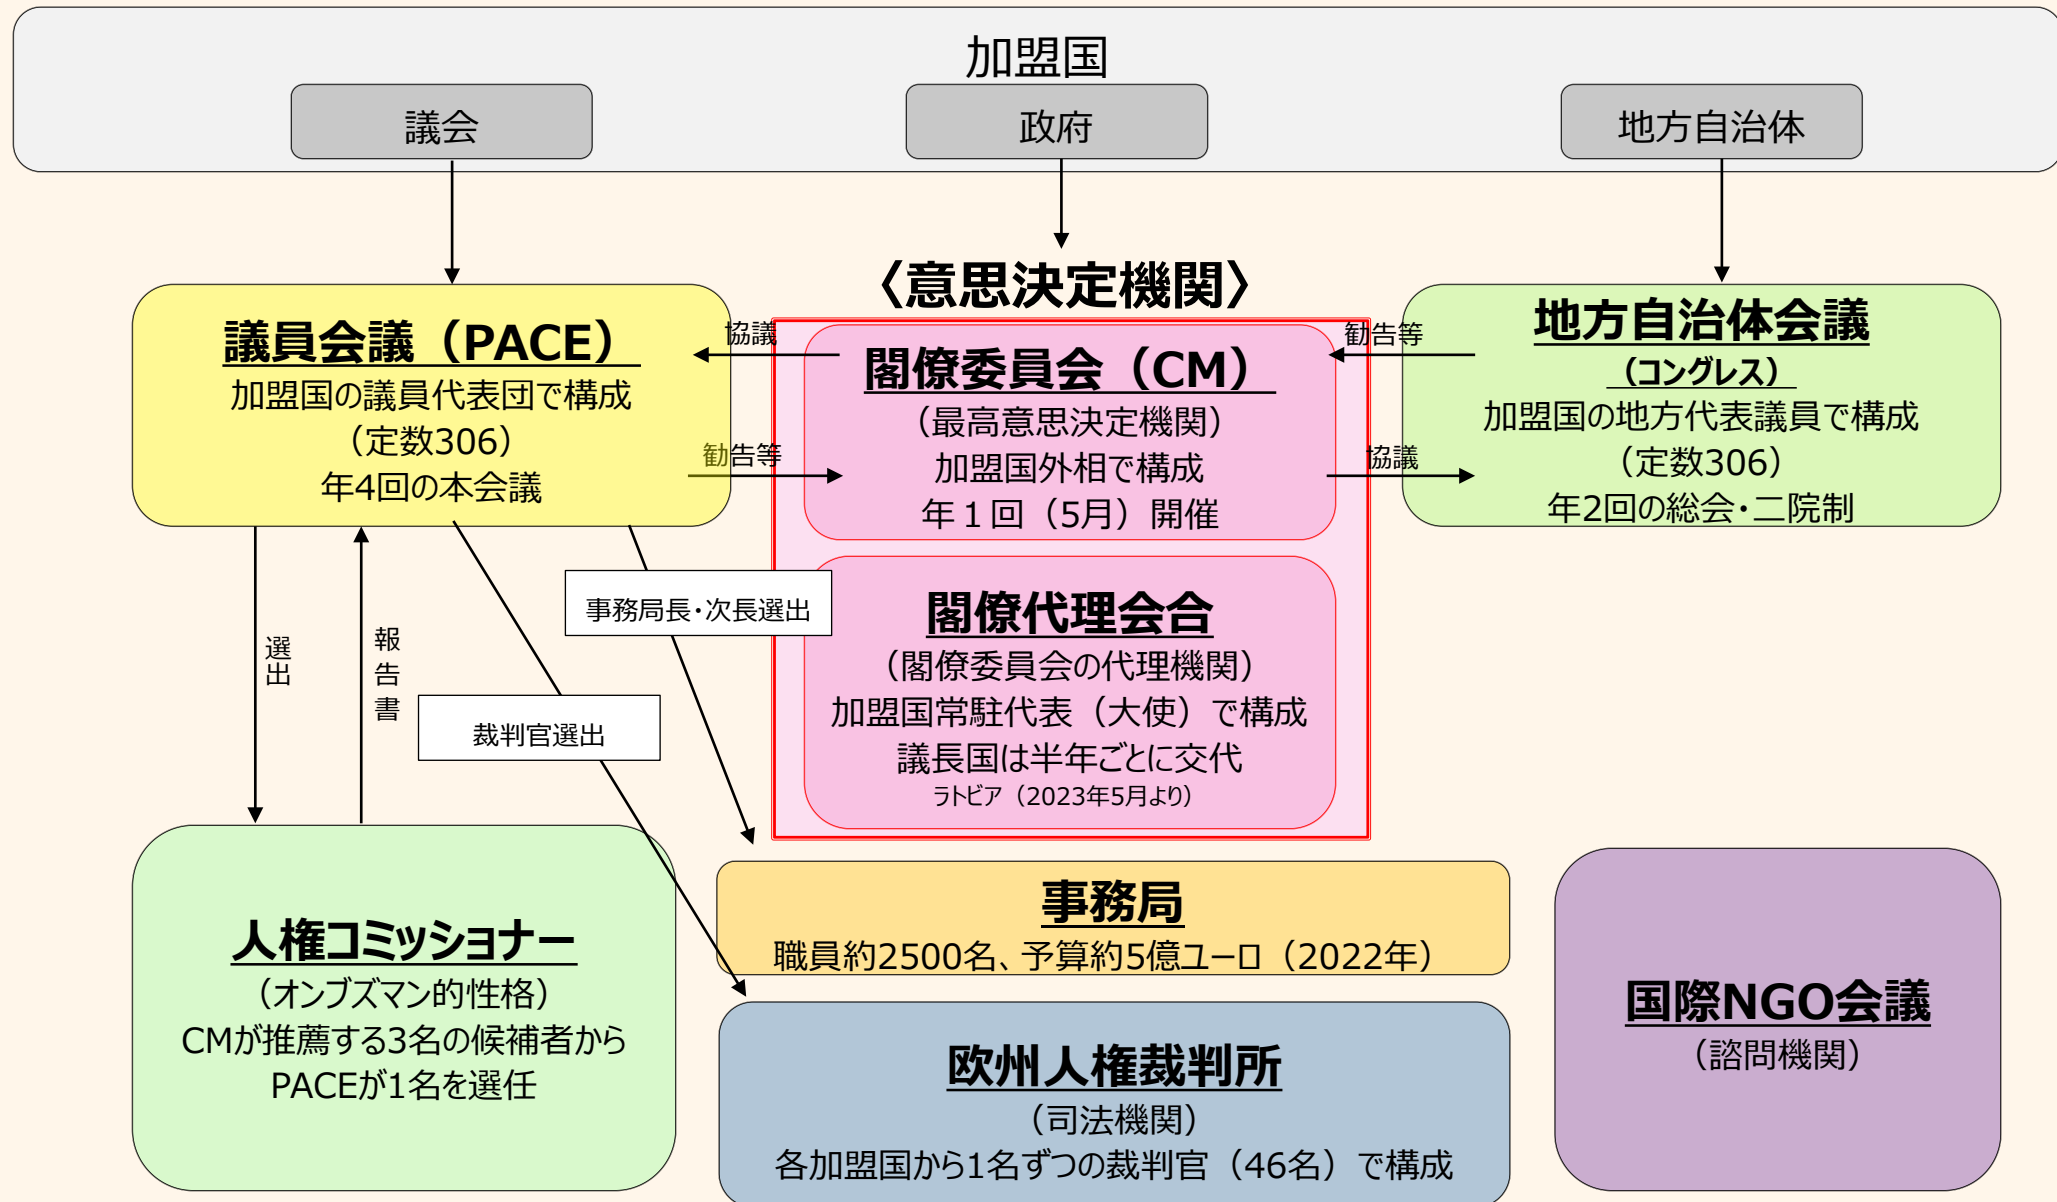 加盟国
議会
政府
地方自治体
〈意思決定機関〉
議員会議（PACE）
加盟国の議員代表団で構成
（定数306）
年4回の本会議
協議
勧告等
閣僚委員会（CM）
（最高意思決定機関）
加盟国外相で構成
年１回（5月）開催
勧告等
協議
地方自治体会議
（コングレス）
加盟国の地方代表議員で構成
（定数306）
年2回の総会・二院制
閣僚代理会合
（閣僚委員会の代理機関）
加盟国常駐代表（大使）で構成
議長国は半年ごとに交代
ラトビア（2023年5月より）
選出
報告書
事務局長・次長選出
裁判官選出
人権コミッショナー
（オンブズマン的性格）
CMが推薦する3名の候補者から
PACEが1名を選任
事務局
職員約2500名、予算約5億ユーロ（2022年）
欧州人権裁判所
（司法機関）
各加盟国から1名ずつの裁判官（46名）で構成
国際NGO会議
（諮問機関）